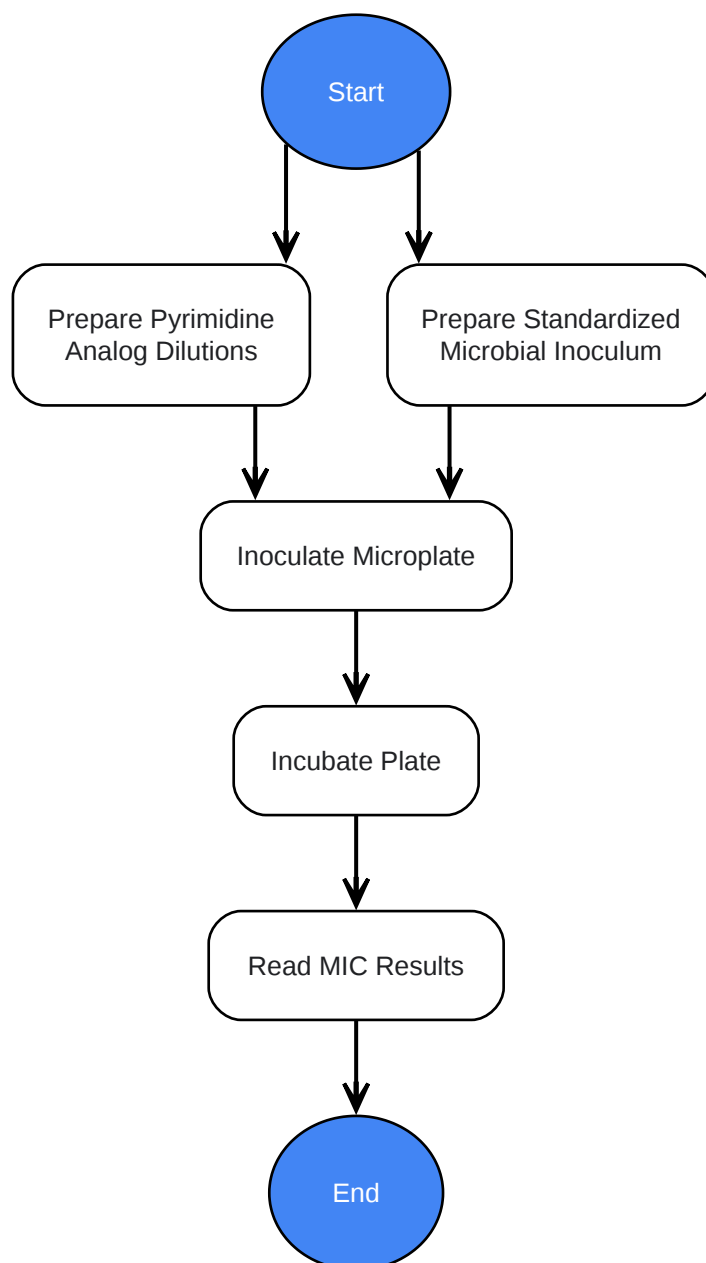 Start
Prepare Pyrimidine
Analog Dilutions
Prepare Standardized
Microbial Inoculum
Inoculate Microplate
Incubate Plate
Read MIC Results
End